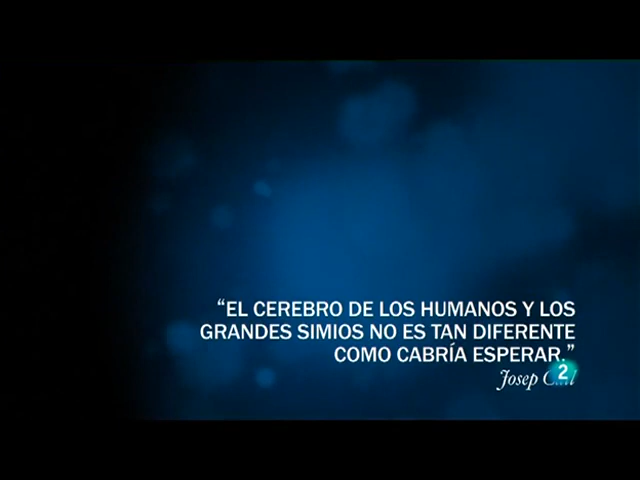 “EL CEREBRO DE LOS HUMANOS Y LOS
GRANDES SIMIOS NO ES TAN DIFERENTE
COMO CABRÍA ESPERAR.”
Josep
2